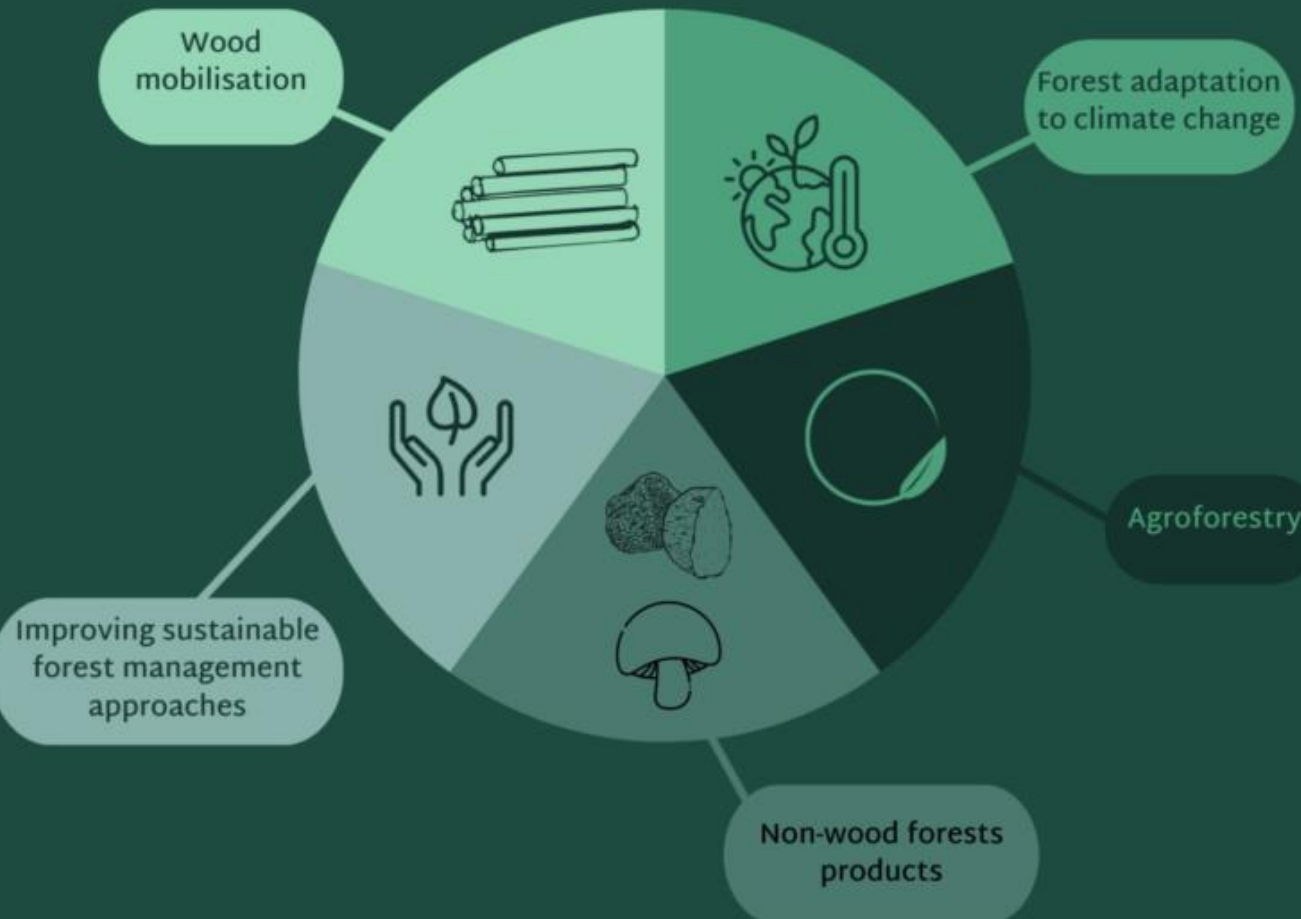 Wood
mobilisation
Forest adaptation
to climate change
Agroforestry
Improving sustainable
forest management
approaches
Non-wood forests
products